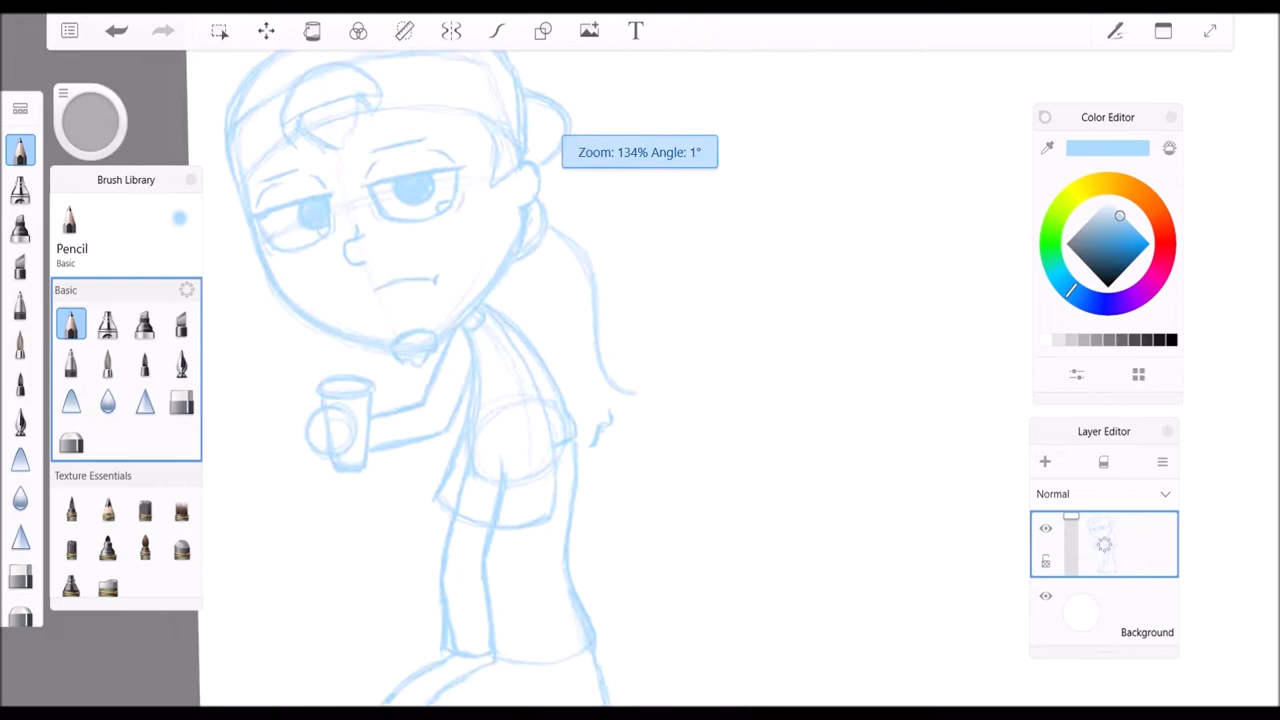 T
Zoom: 134% Angle: 1°
Brush Library
Pencil
Basic
Basic
Texture Essentials
Color Editor
Layer Editor
Normal
Background